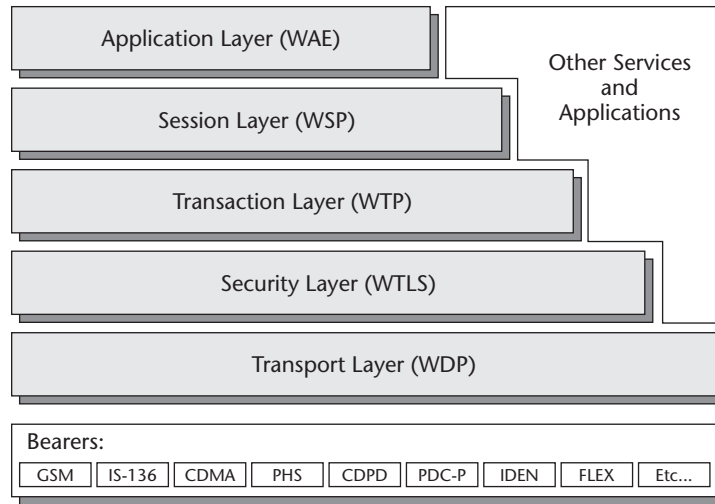 Application Layer (WAE)
Other Services
and
Applications
Session Layer (WSP)
Transaction Layer (WTP)
Security Layer (WTLS)
Transport Layer (WDP)
Bearers:
GSM IS-136 CDMA PHS CDPD PDC-P IDEN FLEX Etc...